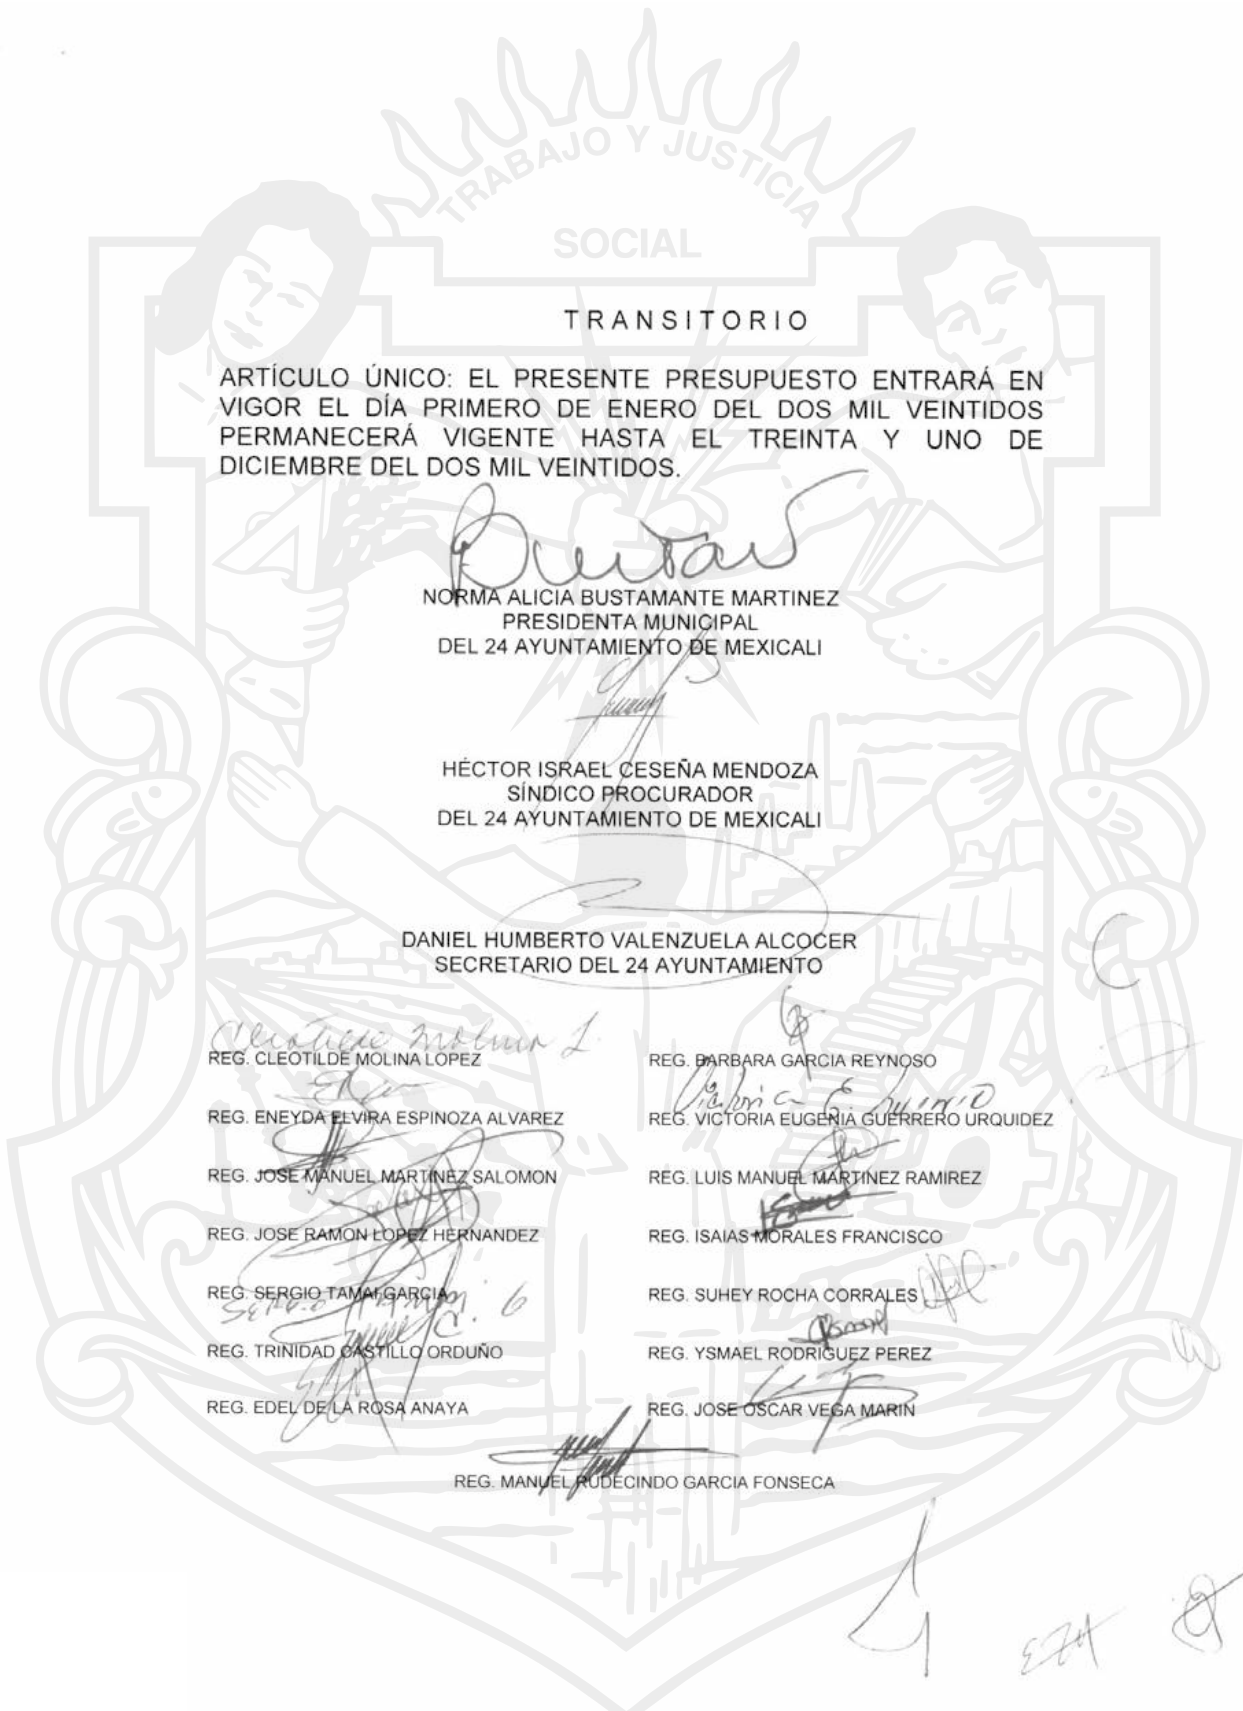 TRABAJO Y JUSTICIA
SOCIAL
TRANSITORIO
ARTÍCULO ÚNICO: EL PRESENTE PRESUPUESTO ENTRARÁ EN
VIGOR EL DÍA PRIMERO DE ENERO DEL DOS MIL VEINTIDOS
PERMANECERÁ VIGENTE HASTA EL TREINTA Y UNO DE
DICIEMBRE DEL DOS MIL VEINTIDOS.
NORMA ALICIA BUSTAMANTE MARTINEZ
PRESIDENTA MUNICIPAL
DEL 24 AYUNTAMIENTO DE MEXICALI
HÉCTOR ISRAEL CESEÑA MENDOZA
SÍNDICO PROCURADOR
DEL 24 AYUNTAMIENTO DE MEXICALI
DANIEL HUMBERTO VALENZUELA ALCOCER
SECRETARIO DEL 24 AYUNTAMIENTO
Cleotilde Molina L.
REG. CLEOTILDE MOLINA LOPEZ
REG. BARBARA GARCIA REYNOSO
REG. ENEYDA ELVIRA ESPINOZA ALVAREZ
Victoria E.
REG. VICTORIA EUGENIA GUERRERO URQUIDEZ
REG. JOSE MANUEL MARTINEZ SALOMON
REG. LUIS MANUEL MARTINEZ RAMIREZ
REG. JOSE RAMON LOPEZ HERNANDEZ
REG. ISAIAS MORALES FRANCISCO
REG. SERGIO TAMAI GARCIA
Sergio Tamai G
REG. SUHEY ROCHA CORRALES
REG. TRINIDAD CASTILLO ORDUÑO
REG. YSMAEL RODRIGUEZ PEREZ
REG. EDEL DE LA ROSA ANAYA
REG. JOSE OSCAR VEGA MARIN
REG. MANUEL RUDECINDO GARCIA FONSECA